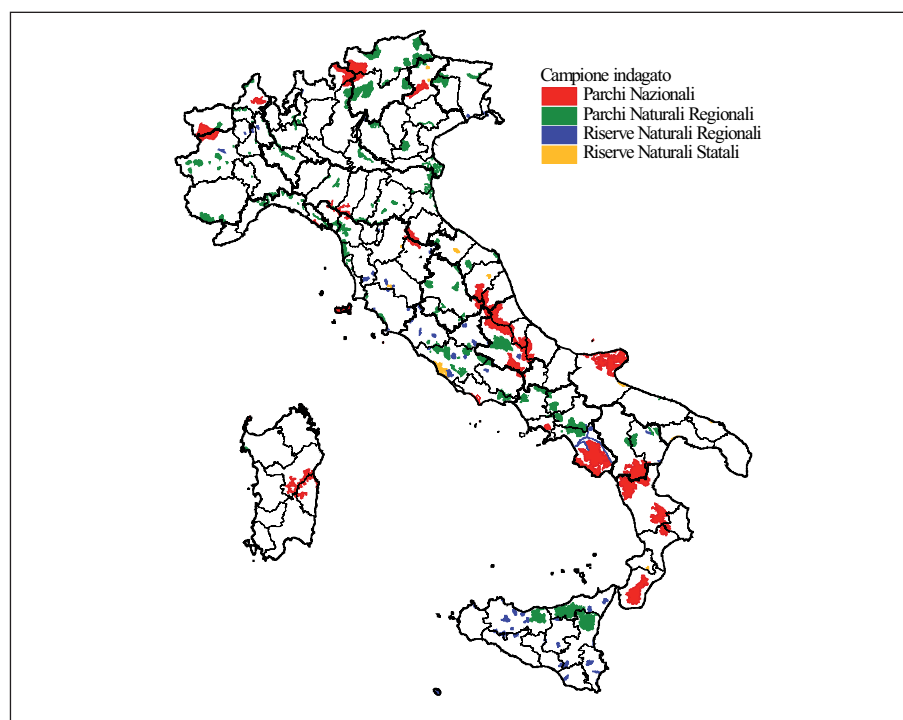 Campione indagato
Parchi Nazionali
Parchi Naturali Regionali
Riserve Naturali Regionali
Riserve Naturali Statali